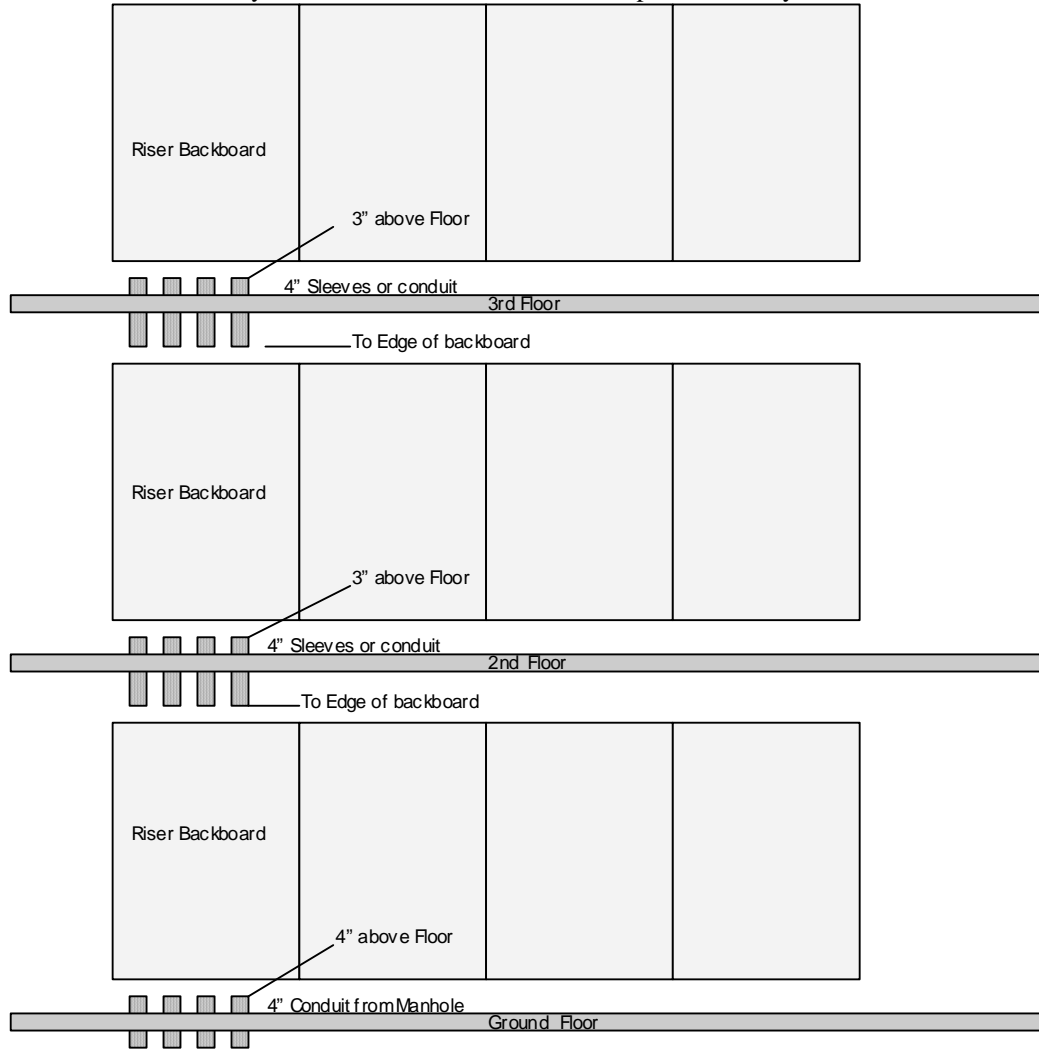 Riser Backboard
3” above Floor
4” Sleeves or conduit
3rd Floor
To Edge of backboard
Riser Backboard
3” above Floor
4” Sleeves or conduit
2nd Floor
To Edge of backboard
Riser Backboard
4” above Floor
4” Conduit from Manhole
Ground Floor